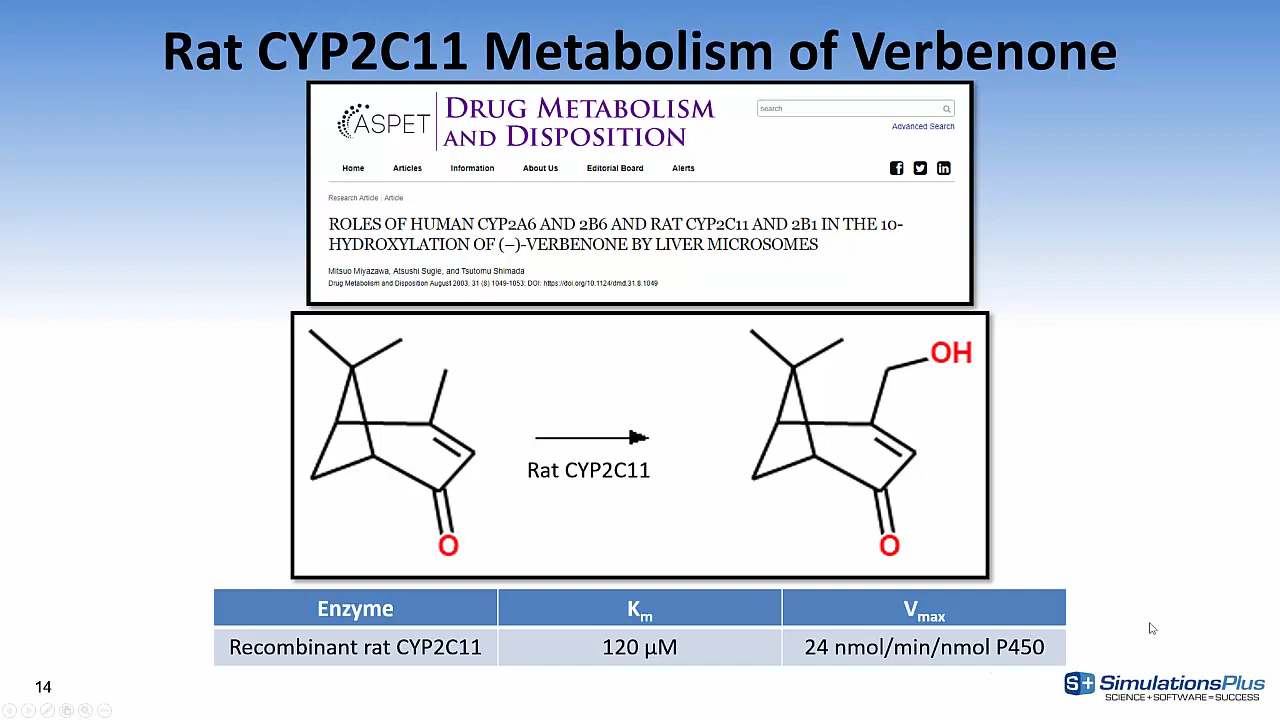 Rat CYP2C11 Metabolism of Verbenone
ASPET
DRUG METABOLISM
AND DISPOSITION
search
Advanced Search
Home Articles Information About Us Editorial Board Alerts
Research Article | Article
ROLES OF HUMAN CYP2A6 AND 2B6 AND RAT CYP2C11 AND 2B1 IN THE 10-
HYDROXYLATION OF (–)-VERBENONE BY LIVER MICROSOMES
Mitsuo Miyazawa, Atsushi Sugie, and Tsutomu Shimada
Drug Metabolism and Disposition August 2003, 31 (8) 1049-1053; DOI: https://doi.org/10.1124/dmd.31.8.1049
OH
Rat CYP2C11
O
O
Enzyme Km Vmax
Recombinant rat CYP2C11 120 µM 24 nmol/min/nmol P450
14
S+ SimulationsPlus
SCIENCE+SOFTWARE=SUCCESS